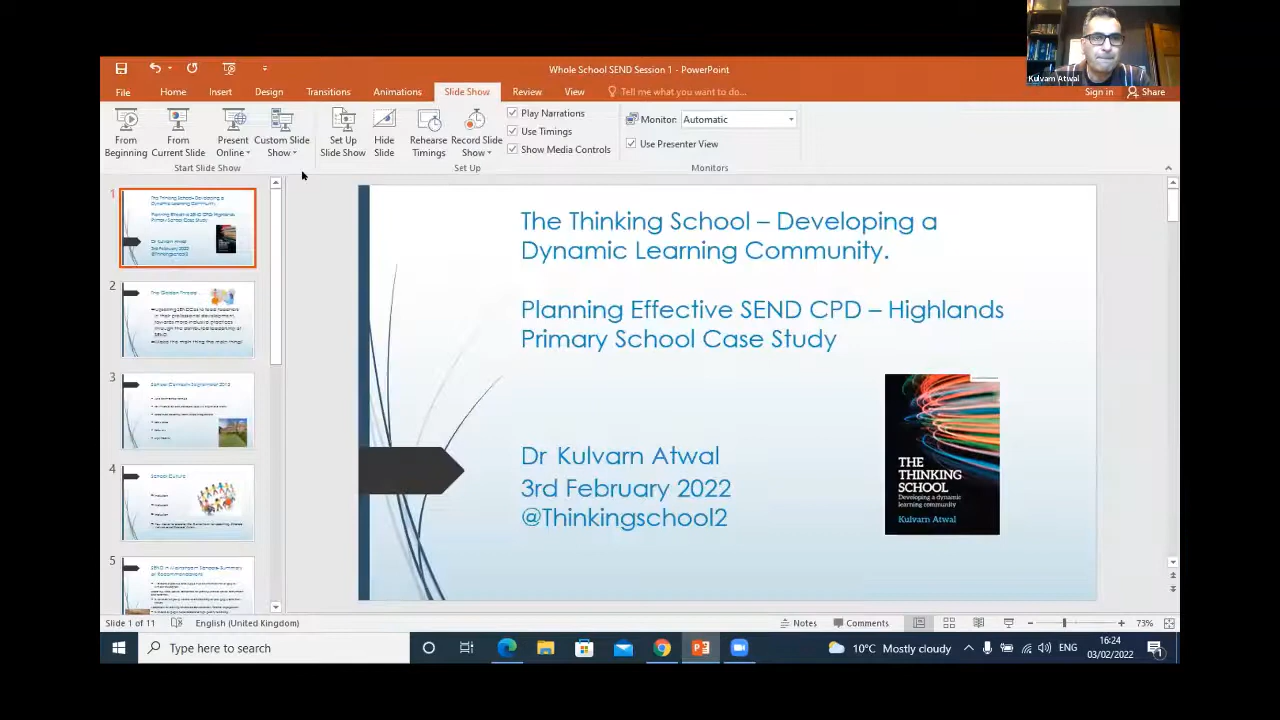 Kulvarn Atwal
Whole School SEND Session 1 - PowerPoint
File Home Insert Design Transitions Animations Slide Show Review View Tell me what you want to do... Sign in Share
From Beginning
From Current Slide
Present Online
Custom Slide Show
Start Slide Show
Set Up Slide Show
Hide Slide
Rehearse Timings
Record Slide Show
Play Narrations
Use Timings
Show Media Controls
Set Up
Monitor: Automatic
Use Presenter View
Monitors
1
2
3
4
5
The Thinking School – Developing a
Dynamic Learning Community.
Planning Effective SEND CPD – Highlands
Primary School Case Study
Dr Kulvarn Atwal
3rd February 2022
@Thinkingschool2
THE
THINKING
SCHOOL
Developing a dynamic
learning community
Kulvarn Atwal
Slide 1 of 11 English (United Kingdom) Notes Comments 73%
Type here to search 10°C Mostly cloudy ENG 16:24
03/02/2022